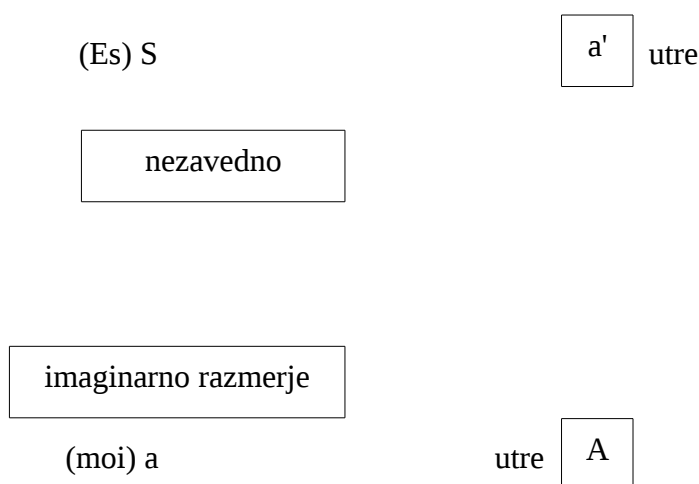 (Es) S a' utre
nezavedno
imaginarno razmerje
(moi) a utre A